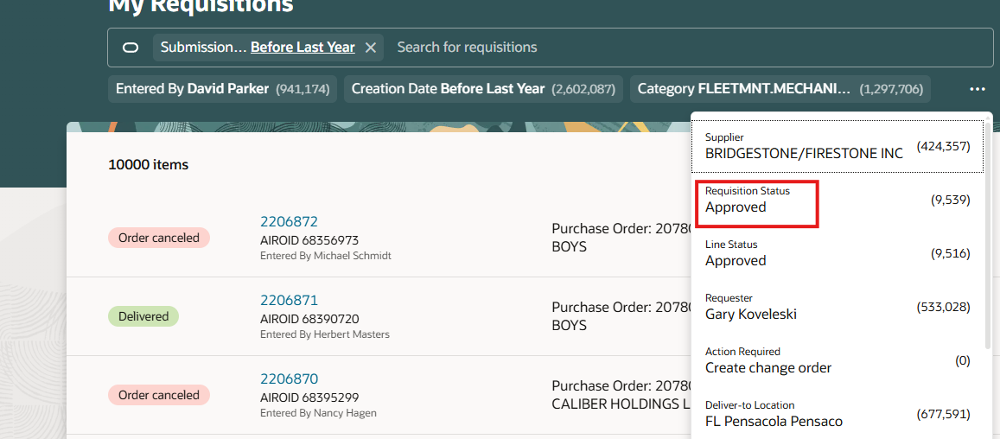 My Requisitions
Submission... Before Last Year
Search for requisitions
Entered By David Parker (941,174)
Creation Date Before Last Year (2,602,087)
Category FLEETMNT.MECHANI... (1,297,706)
10000 items
Order canceled
2206872
AIROID 68356973
Entered By Michael Schmidt
Purchase Order: 2078
BOYS
Delivered
2206871
AIROID 68390720
Entered By Herbert Masters
Purchase Order: 2078
BOYS
Order canceled
2206870
AIROID 68395299
Entered By Nancy Hagen
Purchase Order: 2078
CALIBER HOLDINGS L
Supplier
BRIDGESTONE/FIRESTONE INC (424,357)
Requisition Status
Approved (9,539)
Line Status
Approved (9,516)
Requester
Gary Koveleski (533,028)
Action Required
Create change order (0)
Deliver-to Location
FL Pensacola Pensaco (677,591)